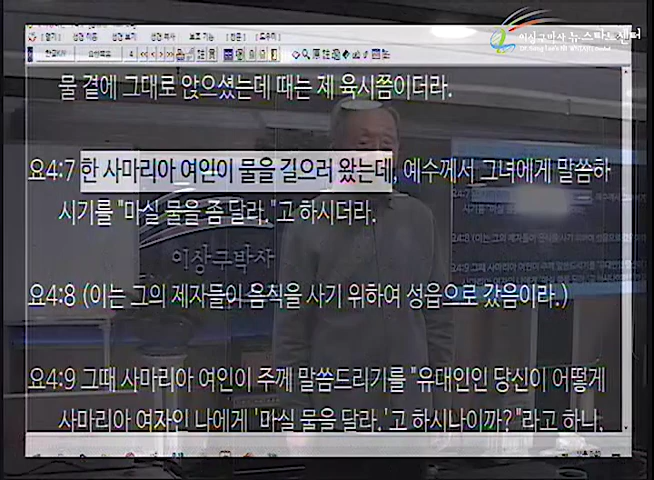 이상구박사 뉴스타트센터
물 곁에 그대로 앉으셨는데 때는 제 육시쯤이더라.
요4:7 한 사마리아 여인이 물을 길으러 왔는데, 예수께서 그녀에게 말씀하
시기를 "마실 물을 좀 달라."고 하시더라.
이상구박사
요4:8 (이는 그의 제자들이 음식을 사기 위하여 성읍으로 갔음이라.)
요4:9 그때 사마리아 여인이 주께 말씀드리기를 "유대인인 당신이 어떻게
사마리아 여자인 나에게 '마실 물을 달라.'고 하시나이까?"라고 하니,